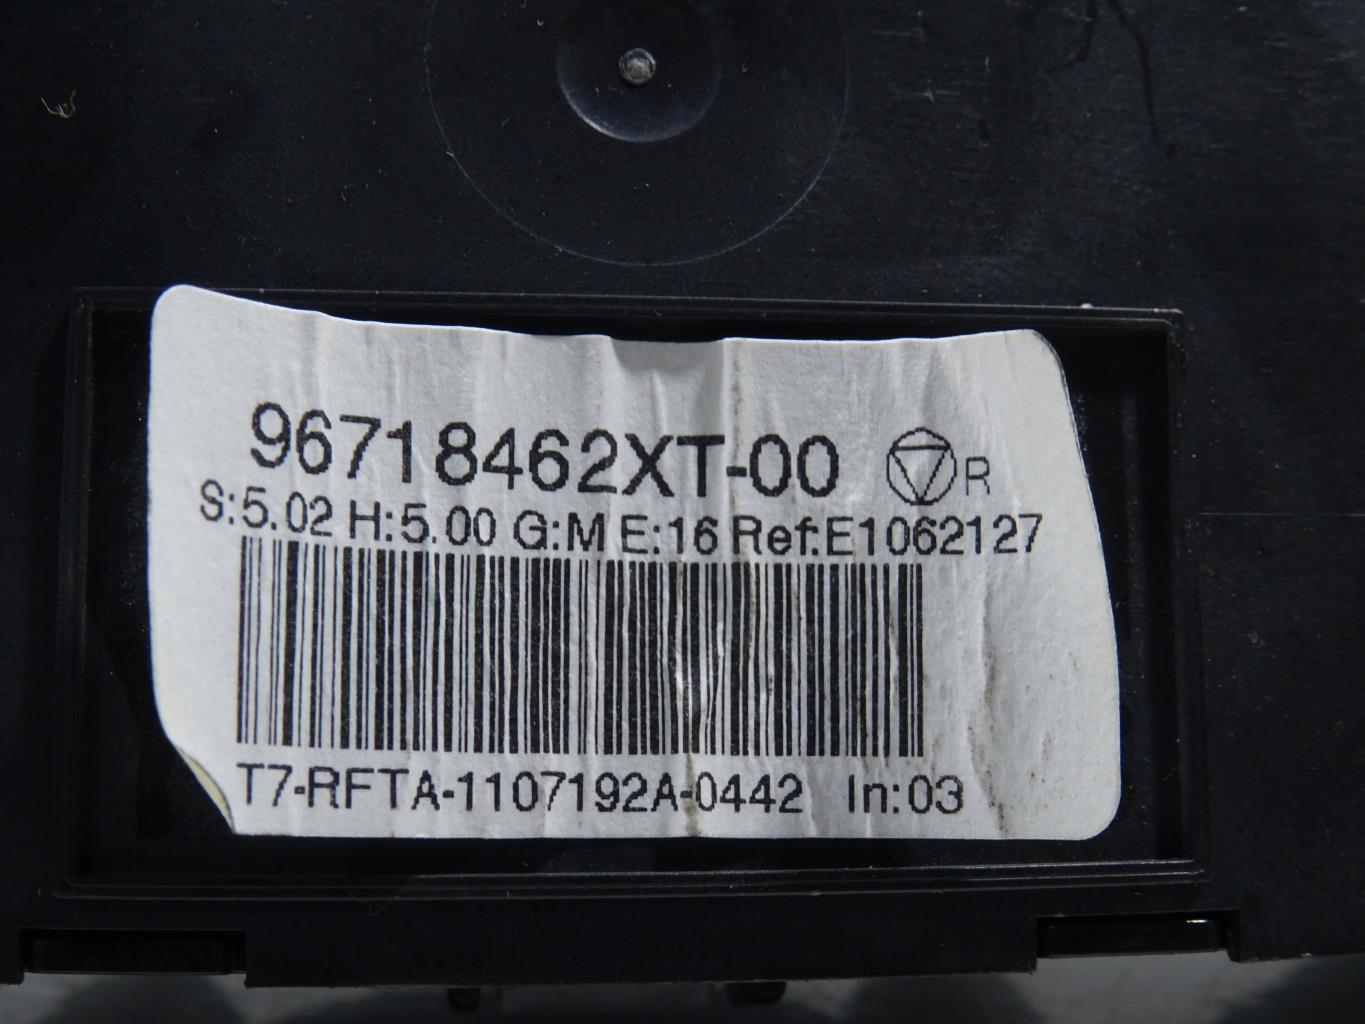 96718462XT-00 R
S:5.02 H:5.00 G:M E:16 Ref:E1062127
T7-RFTA-1107192A-0442 In:03